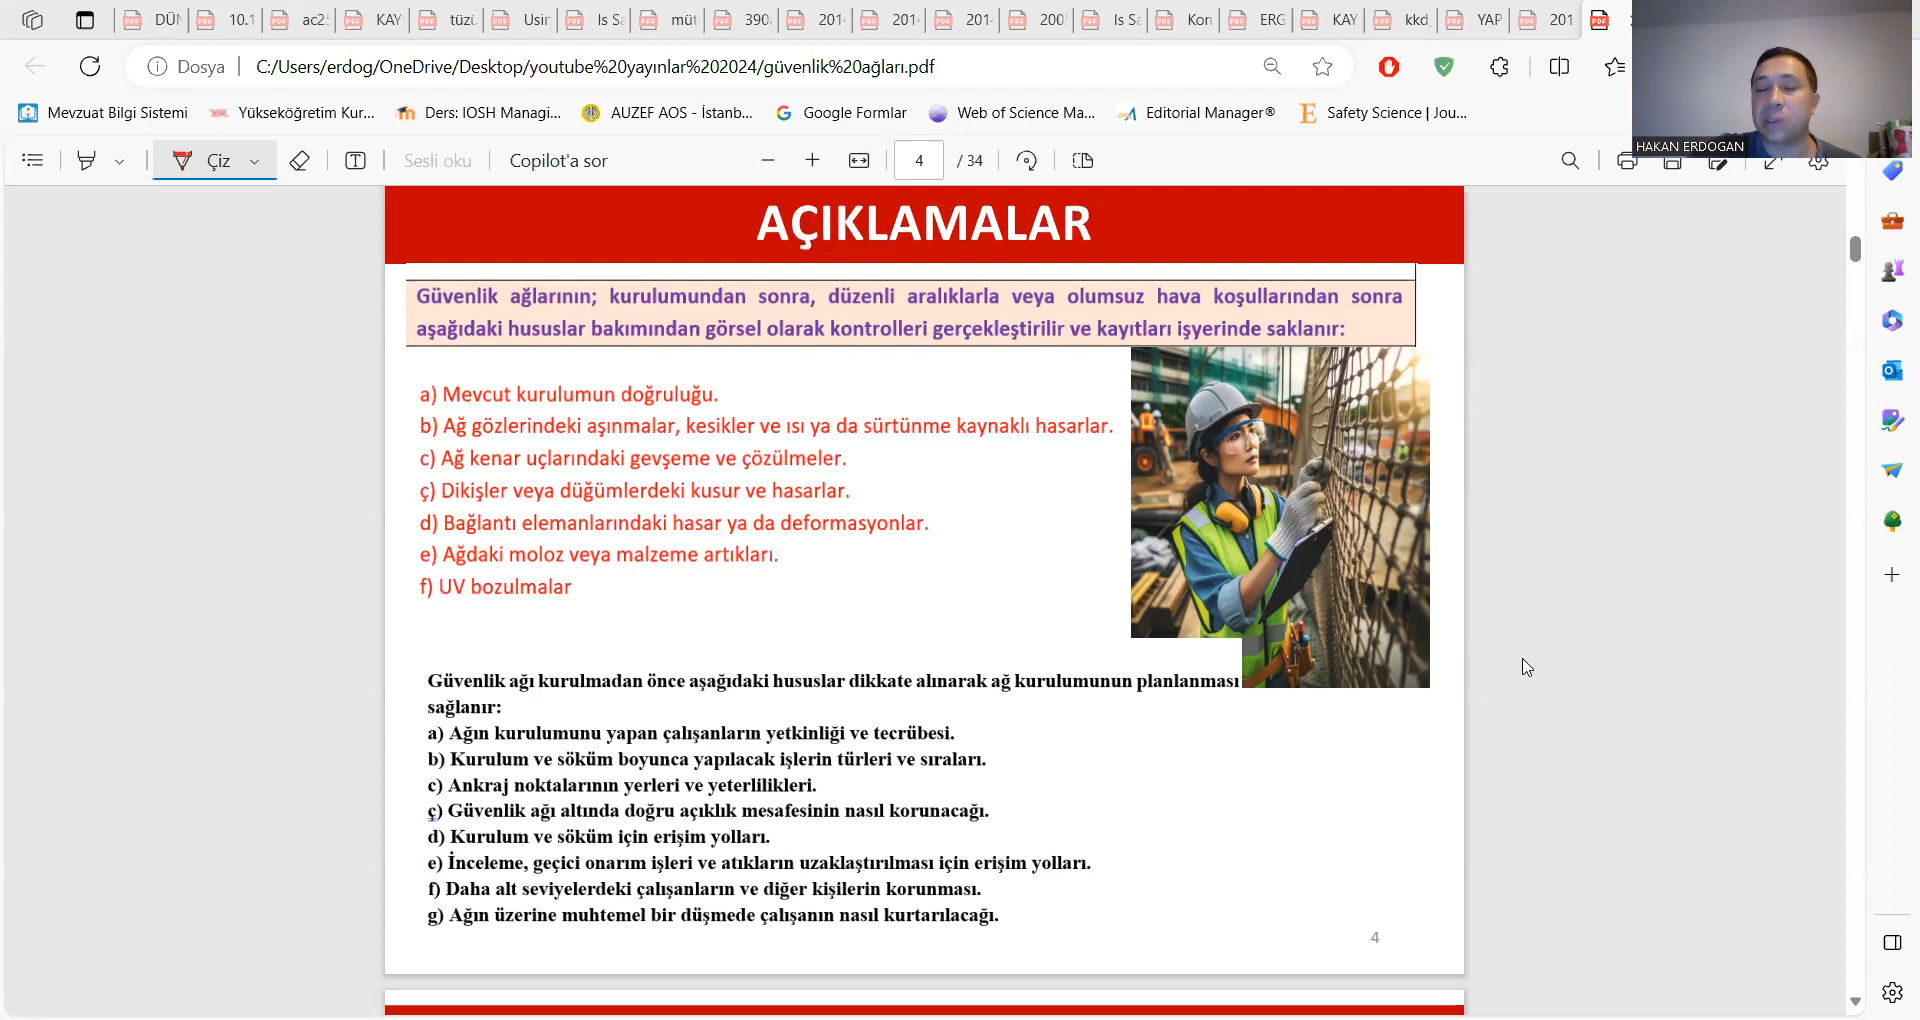 DÜN
10.1
ac25
KAY
tüzü
Usin
Is Sa
müt
390
2014
2014
2014
200
Is Sa
Kon
ERG
KAY
kkd
YAP
201
Dosya
C:/Users/erdog/OneDrive/Desktop/youtube%20yayınlar%202024/güvenlik%20ağları.pdf
Mevzuat Bilgi Sistemi
Yükseköğretim Kur...
Ders: IOSH Managi...
AUZEF AOS - İstanb...
Google Formlar
Web of Science Ma...
Editorial Manager®
Safety Science | Jou...
HAKAN ERDOGAN
Çiz
Sesli oku
Copilot'a sor
4
/ 34
AÇIKLAMALAR
Güvenlik ağlarının; kurulumundan sonra, düzenli aralıklarla veya olumsuz hava koşullarından sonra
aşağıdaki hususlar bakımından görsel olarak kontrolleri gerçekleştirilir ve kayıtları işyerinde saklanır:
a) Mevcut kurulumun doğruluğu.
b) Ağ gözlerindeki aşınmalar, kesikler ve ısı ya da sürtünme kaynaklı hasarlar.
c) Ağ kenar uçlarındaki gevşeme ve çözülmeler.
ç) Dikişler veya düğümlerdeki kusur ve hasarlar.
d) Bağlantı elemanlarındaki hasar ya da deformasyonlar.
e) Ağdaki moloz veya malzeme artıkları.
f) UV bozulmalar
Güvenlik ağı kurulmadan önce aşağıdaki hususlar dikkate alınarak ağ kurulumunun planlanması
sağlanır:
a) Ağın kurulumunu yapan çalışanların yetkinliği ve tecrübesi.
b) Kurulum ve söküm boyunca yapılacak işlerin türleri ve sıraları.
c) Ankraj noktalarının yerleri ve yeterlilikleri.
ç) Güvenlik ağı altında doğru açıklık mesafesinin nasıl korunacağı.
d) Kurulum ve söküm için erişim yolları.
e) İnceleme, geçici onarım işleri ve atıkların uzaklaştırılması için erişim yolları.
f) Daha alt seviyelerdeki çalışanların ve diğer kişilerin korunması.
g) Ağın üzerine muhtemel bir düşmede çalışanın nasıl kurtarılacağı.
4